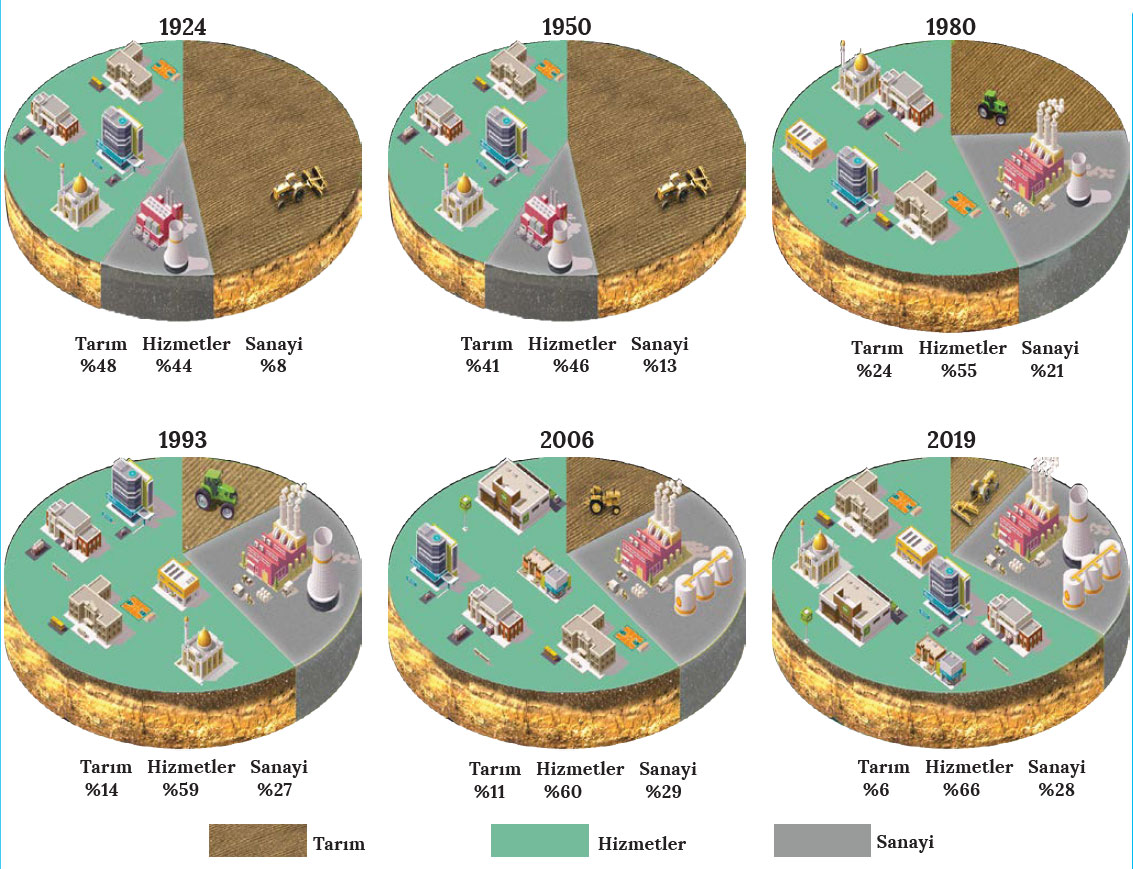 1924
1950
1980
Tarım Hizmetler Sanayi
%48 %44 %8
Tarım Hizmetler Sanayi
%41 %46 %13
Tarım Hizmetler Sanayi
%24 %55 %21
1993
2006
2019
Tarım Hizmetler Sanayi
%14 %59 %27
Tarım Hizmetler Sanayi
%11 %60 %29
Tarım Hizmetler Sanayi
%6 %66 %28
Tarım
Hizmetler
Sanayi